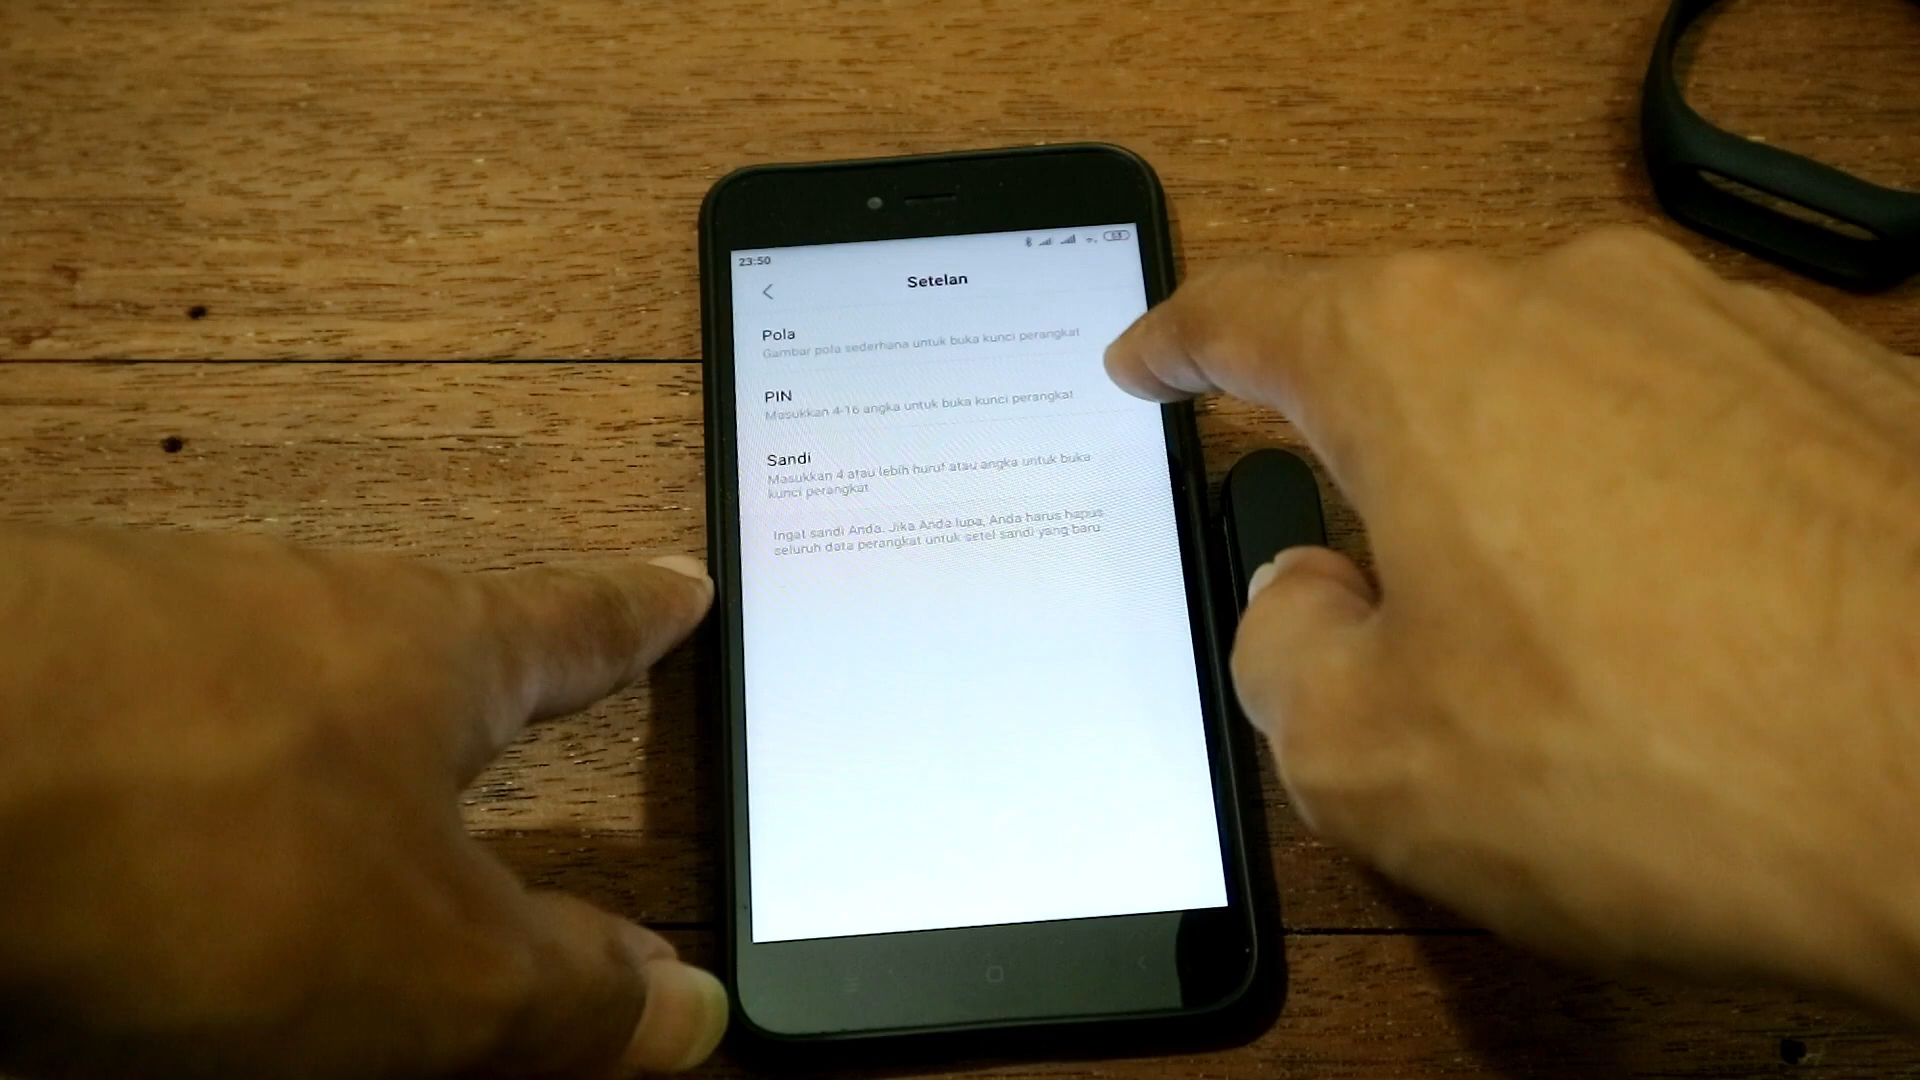 23:50
53
Setelan
Pola
Gambar pola sederhana untuk buka kunci perangkat
PIN
Masukkan 4-16 angka untuk buka kunci perangkat
Sandi
Masukkan 4 atau lebih huruf atau angka untuk buka
kunci perangkat
Ingat sandi Anda. Jika Anda lupa, Anda harus hapus
seluruh data perangkat untuk setel sandi yang baru